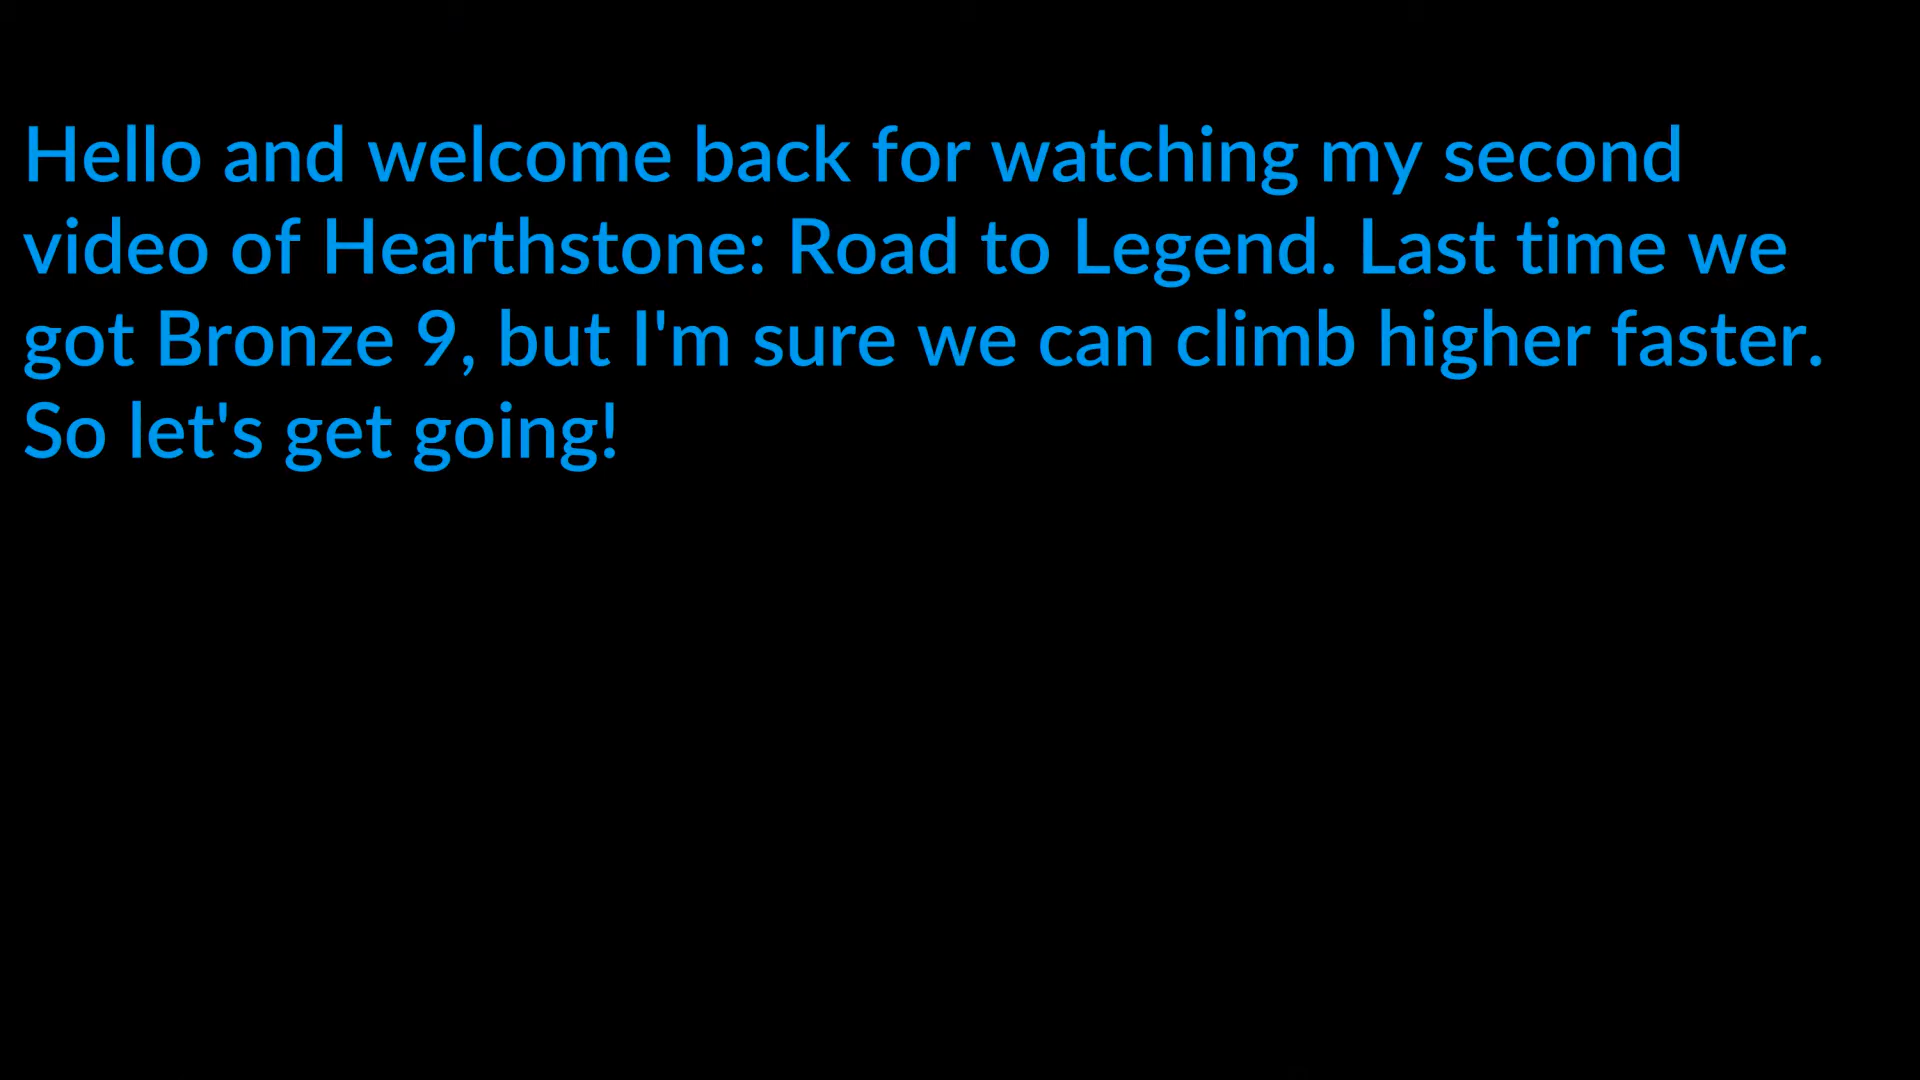 Hello and welcome back for watching my second
video of Hearthstone: Road to Legend. Last time we
got Bronze 9, but I'm sure we can climb higher faster.
So let's get going!